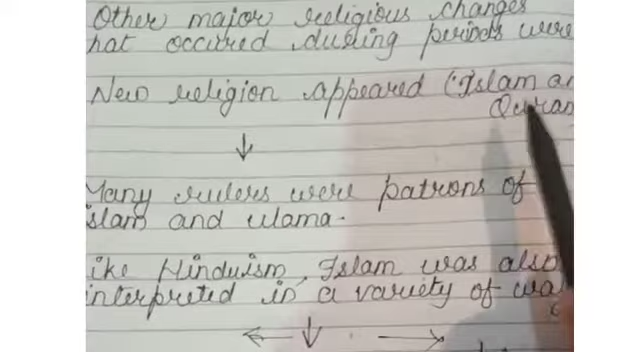 Other major religious changes
hat occured during periods were
New religion appeared (Islam a
Quran
↓
Many rulers were patrons of
islam and ulama.
ike Hinduism, Islam was also
interpreted in a variety of wa
← ↓ →